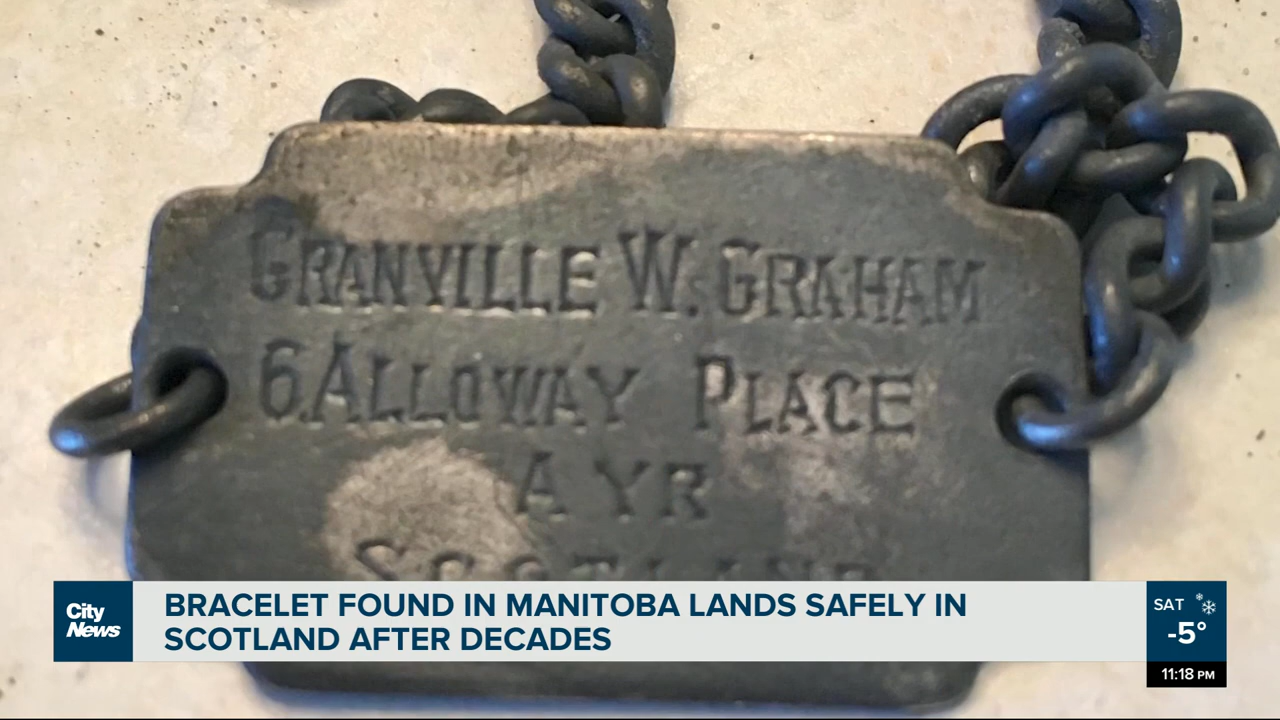 GRANVILLE W. GRAHAM
6.ALLOWAY PLACE
AYR
SCOTLAND
City
News
BRACELET FOUND IN MANITOBA LANDS SAFELY IN
SCOTLAND AFTER DECADES
SAT
-5°
11:18 PM